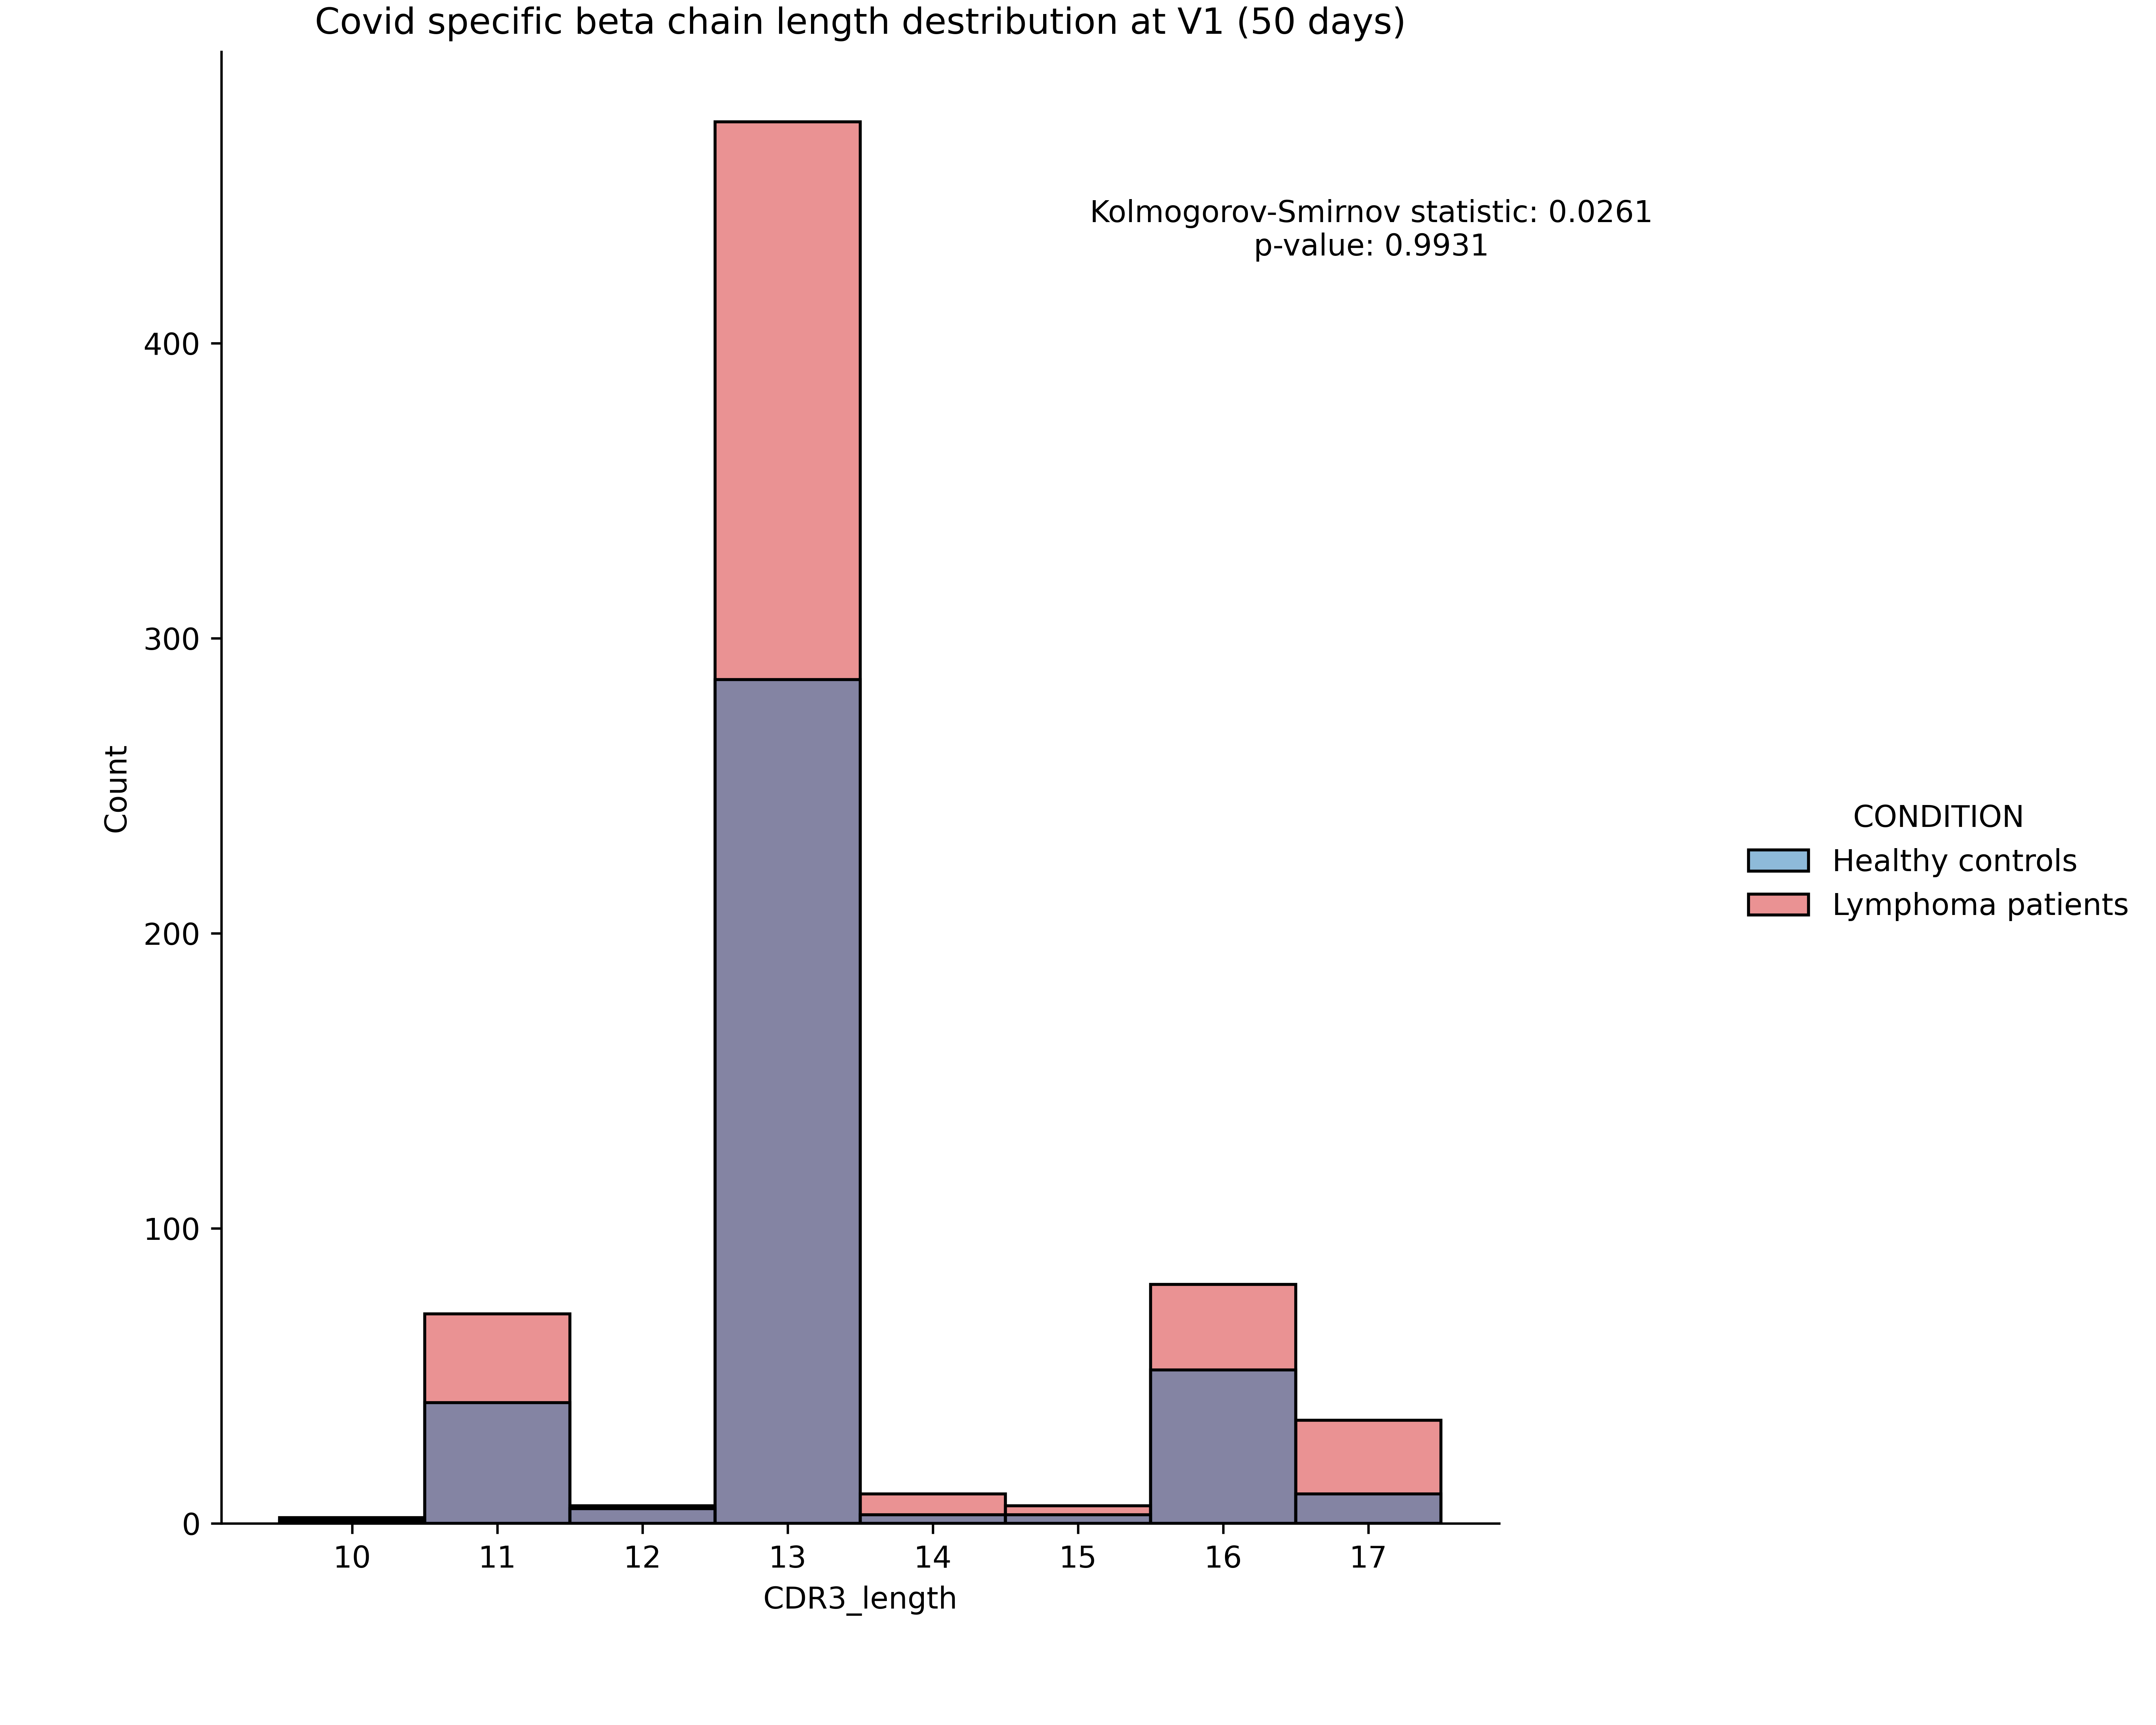 Covid specific beta chain length destribution at V1 (50 days)
Kolmogorov-Smirnov statistic: 0.0261
p-value: 0.9931
400
300
200
100
0
Count
10 11 12 13 14 15 16 17
CDR3_length
CONDITION
Healthy controls
Lymphoma patients